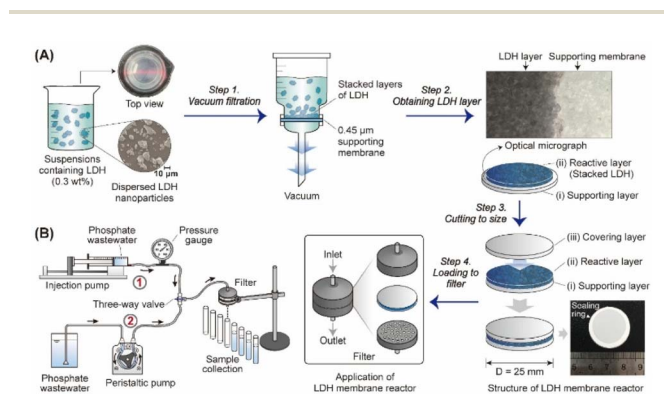 (A)
Top view
Suspensions
containing LDH
(0.3 wt%)
10 μm
Dispersed LDH
nanoparticles
Step 1.
Vacuum filtration
Stacked layers
of LDH
0.45 μm
supporting
membrane
Vacuum
Step 2.
Obtaining LDH layer
LDH layer
Supporting membrane
Optical micrograph
(ii) Reactive layer
(Stacked LDH)
(i) Supporting layer
Step 3.
Cutting to size
(iii) Covering layer
(ii) Reactive layer
(i) Supporting layer
Sealing
ring
D = 25 mm
Structure of LDH membrane reactor
Step 4.
Loading to
filter
Inlet
Outlet
Filter
Application of
LDH membrane reactor
(B)
Phosphate
wastewater
Pressure
gauge
1
Injection pump
Three-way valve
Filter
2
Sample
collection
Phosphate
wastewater
Peristaltic pump